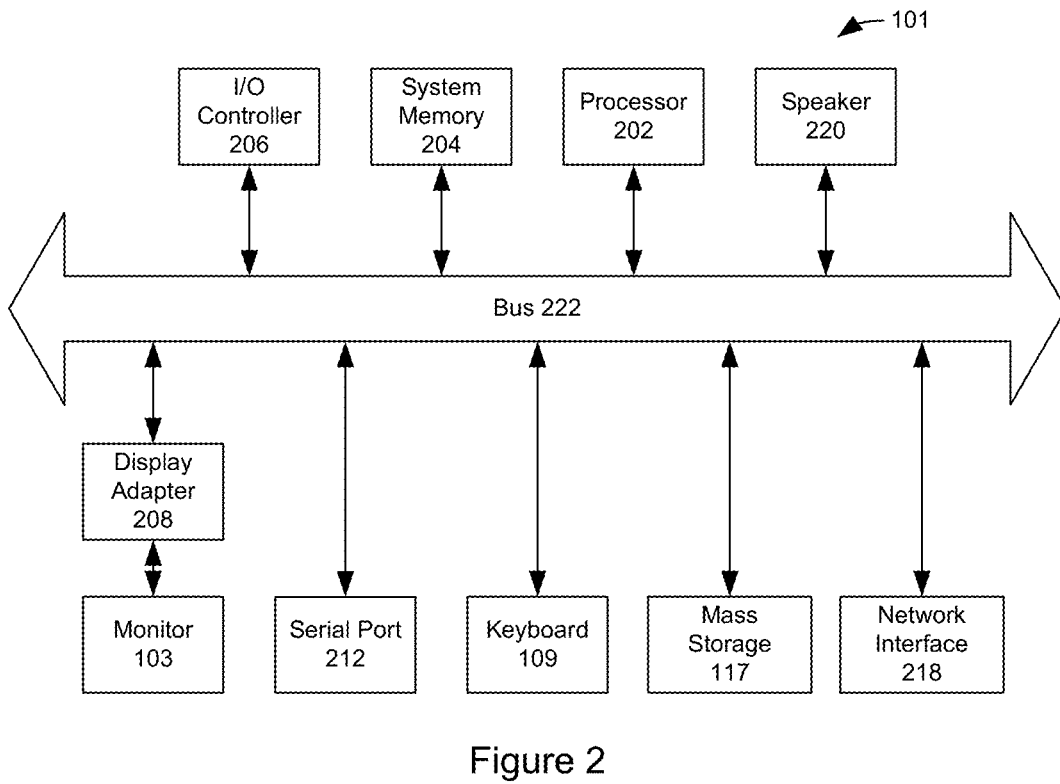 101
I/O
Controller
206
System
Memory
204
Processor
202
Speaker
220
Bus 222
Display
Adapter
208
Monitor
103
Serial Port
212
Keyboard
109
Mass
Storage
117
Network
Interface
218
Figure 2